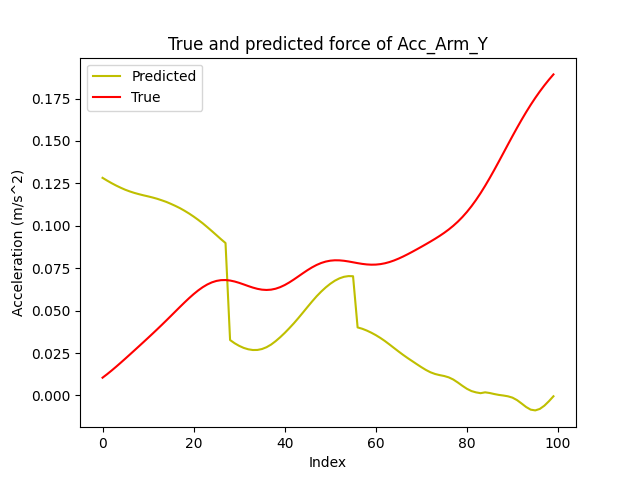 True and predicted force of Acc_Arm_Y
Predicted
True
Acceleration (m/s^2)
0.175
0.150
0.125
0.100
0.075
0.050
0.025
0.000
0
20
40
60
80
100
Index